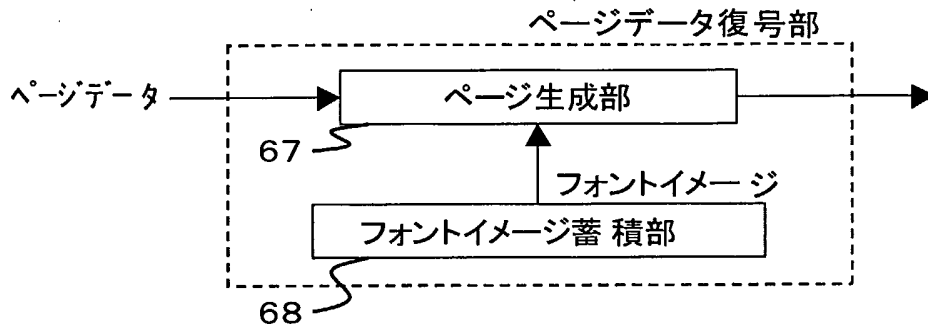 ページデータ復号部
ページデータ
ページ生成部
67
フォントイメージ
フォントイメージ蓄積部
68